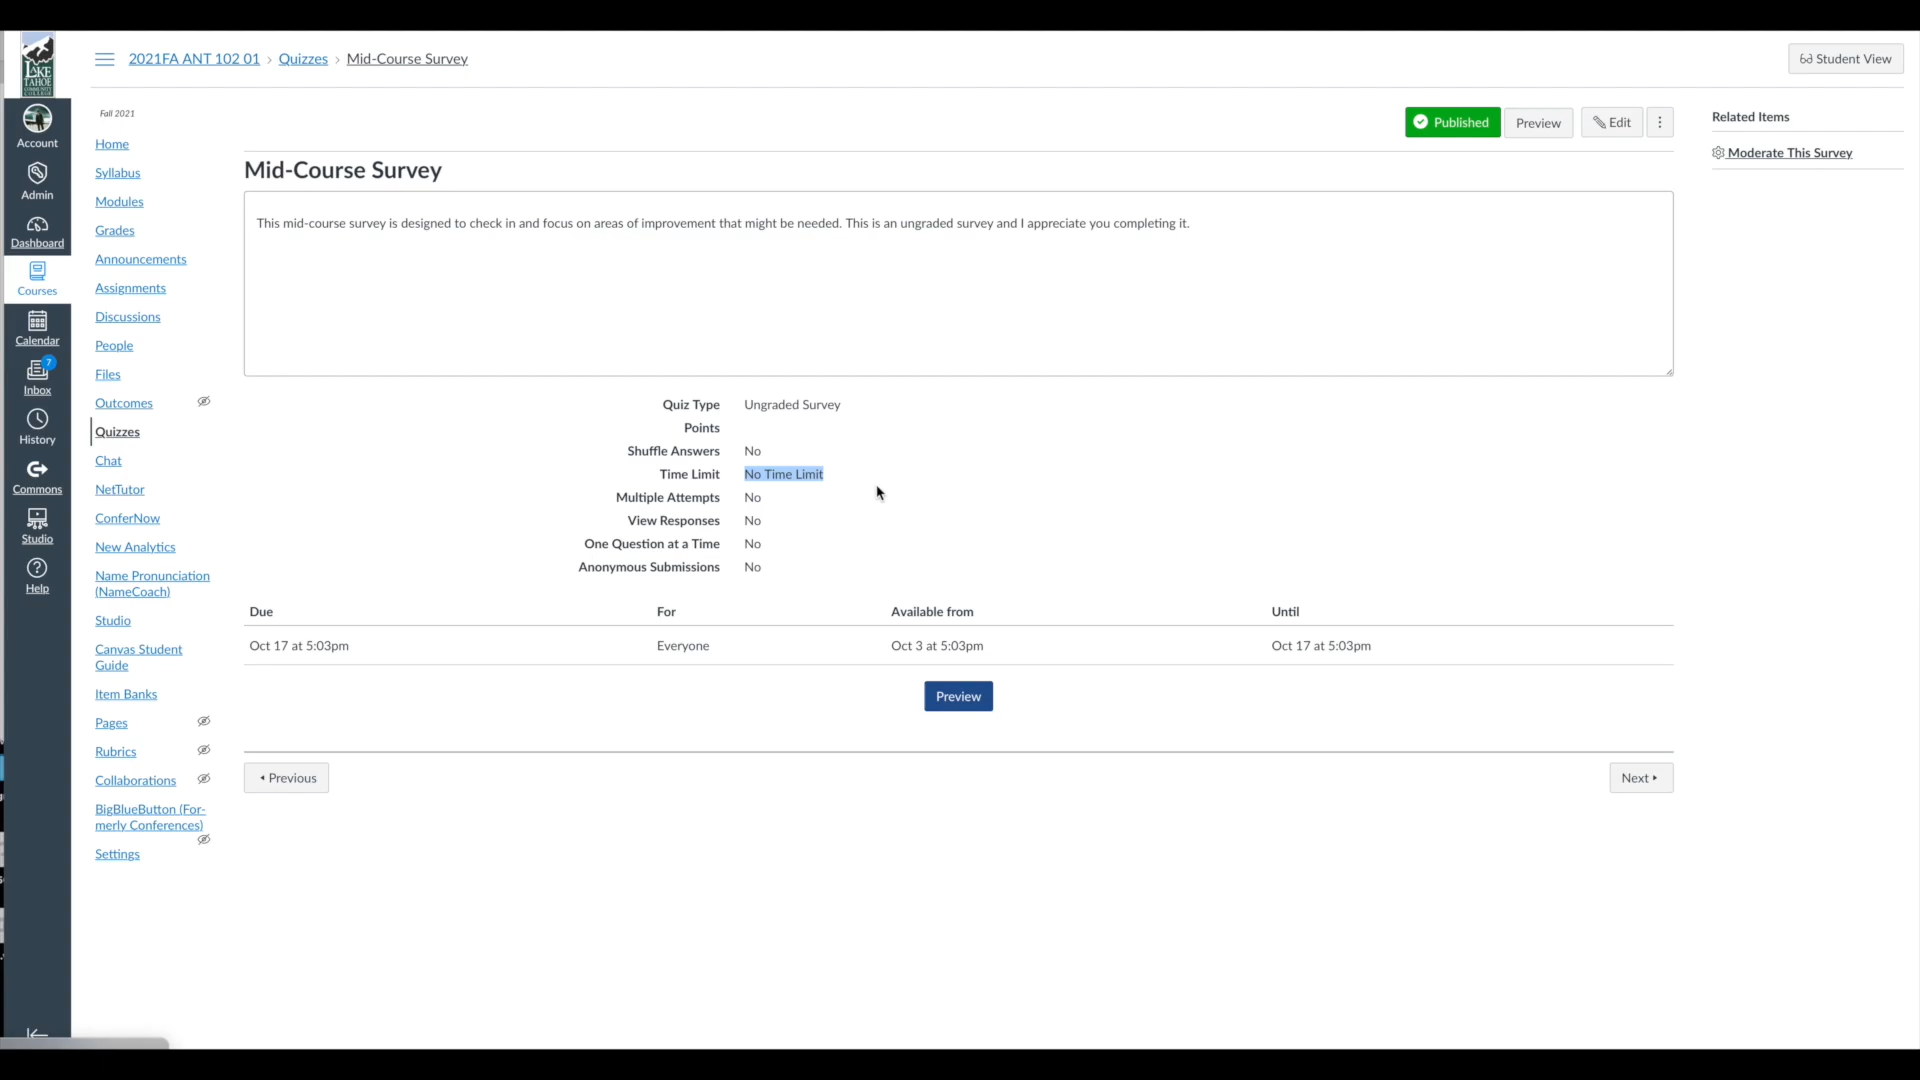 LAKE
TAHOE
COMMUNITY
COLLEGE
2021FA ANT 102 01 › Quizzes › Mid-Course Survey
Student View
Account
Admin
Dashboard
Courses
Calendar
7
Inbox
History
Commons
Studio
Help
Fall 2021
Home
Syllabus
Modules
Grades
Announcements
Assignments
Discussions
People
Files
Outcomes
Quizzes
Chat
NetTutor
ConferNow
New Analytics
Name Pronunciation
(NameCoach)
Studio
Canvas Student
Guide
Item Banks
Pages
Rubrics
Collaborations
BigBlueButton (For-
merly Conferences)
Settings
Published Preview Edit
Mid-Course Survey
This mid-course survey is designed to check in and focus on areas of improvement that might be needed. This is an ungraded survey and I appreciate you completing it.
Quiz Type Ungraded Survey
Points
Shuffle Answers No
Time Limit No Time Limit
Multiple Attempts No
View Responses No
One Question at a Time No
Anonymous Submissions No
Due For Available from Until
Oct 17 at 5:03pm Everyone Oct 3 at 5:03pm Oct 17 at 5:03pm
Preview
Previous Next
Related Items
Moderate This Survey